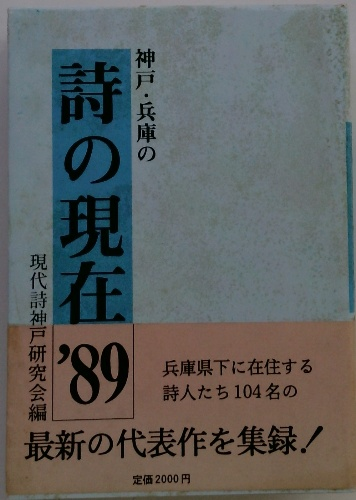 神戸・兵庫の
詩の現在
'89
現代詩神戸研究会編
兵庫県下に在住する
詩人たち104名の
最新の代表作を集録!
定価2000円